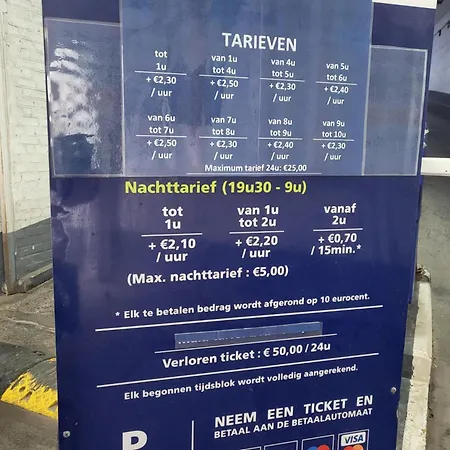 TARIEVEN
tot van 1u van 4u van 5u
1u tot 4u tot 5u tot 6u
+ €2,30 + €2,50 + €2,30 + €2,40
/ uur / uur / uur / uur
van 6u van 7u van 8u van 9u
tot 7u tot 8u tot 9u tot 10u
+ €2,50 + €2,30 + €2,40 + €2,30
/ uur / uur / uur / uur
Maximum tarief 24u: €25,00
Nachttarief (19u30 - 9u)
tot van 1u vanaf
1u tot 2u 2u
+ €2,10 + €2,20 + €0,70
/ uur / uur / 15min.*
(Max. nachttarief : €5,00)
* Elk te betalen bedrag wordt afgerond op 10 eurocent.
Verloren ticket : € 50,00 / 24u
Elk begonnen tijdsblok wordt volledig aangerekend.
P
NEEM EEN TICKET EN
BETAAL AAN DE BETAALAUTOMAAT
VISA